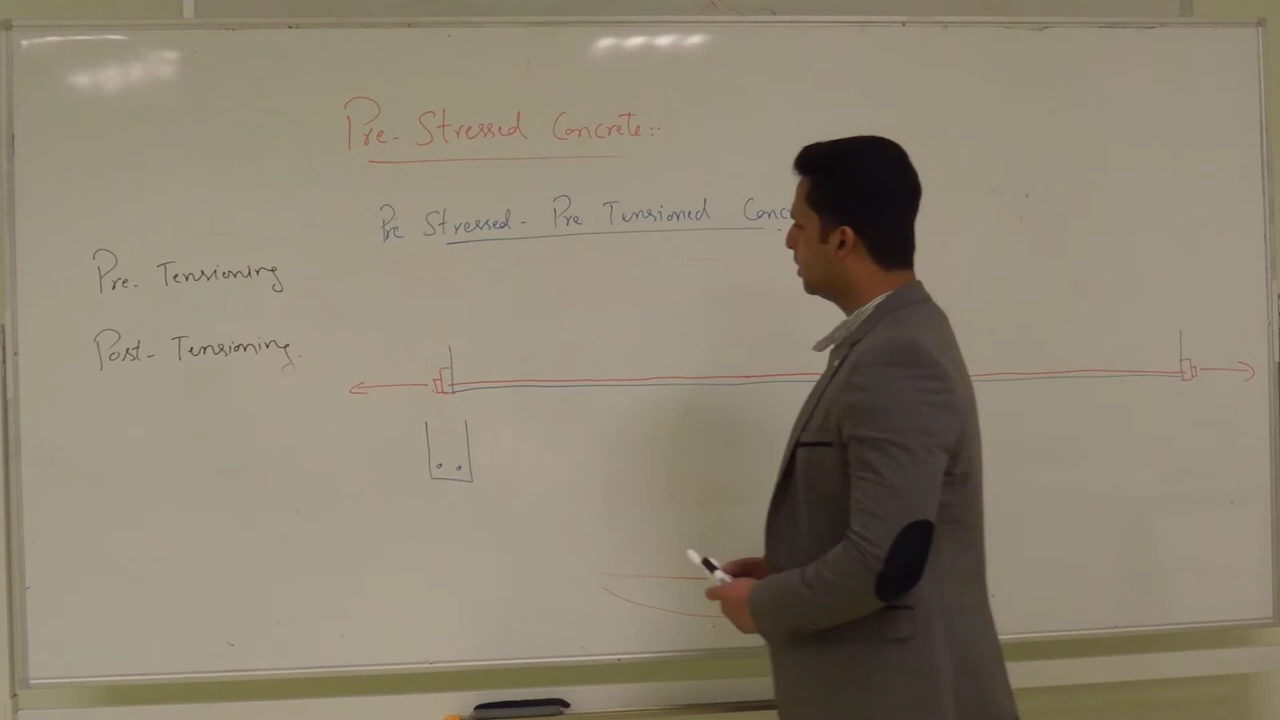 Pre-Stressed Concrete::
Pre Stressed - Pre Tensioned Conc
Pre-Tensioning
Post-Tensioning.